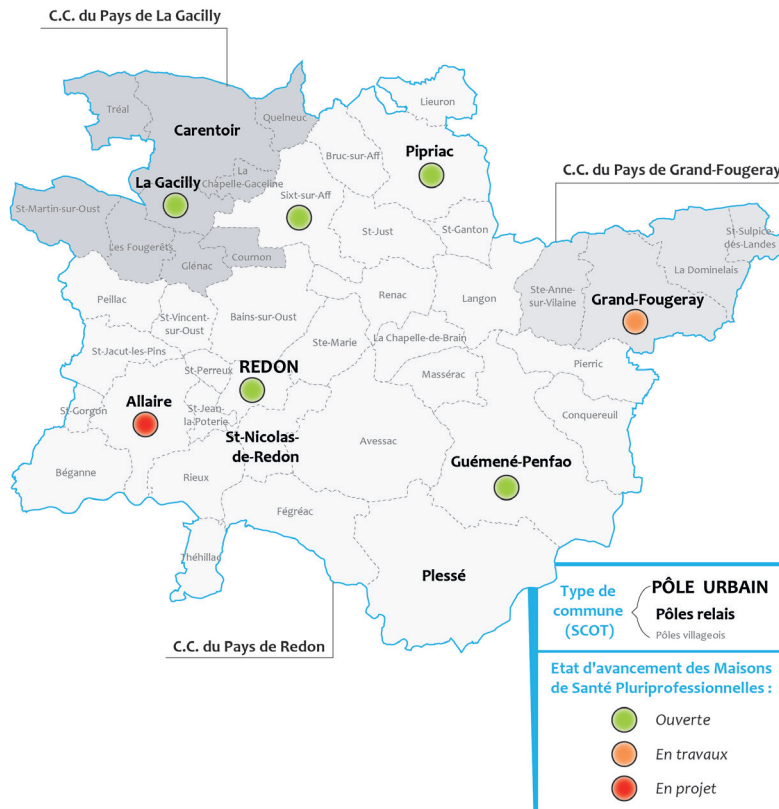 C.C. du Pays de La Gacilly
Lieuron
Tréal
Quelneuc
Carentoir
Bruc-sur-Aff
Pipriac
C.C. du Pays de Grand-Fougeray
La
Chapelle-Gaceline
La Gacilly
Sixt-sur-Aff
St-Martin-sur-Oust
St-Just
St-Ganton
St-Sulpice-
des-Landes
Les Fougerêts
Glénac
Cournon
La Dominelais
Ste-Anne-
sur-Vilaine
Grand-Fougeray
Peillac
Renac
Langon
St-Vincent-
sur-Oust
Bains-sur-Oust
Ste-Marie
La Chapelle-de-Brain
St-Jacut-les-Pins
St-Perreux
REDON
Massérac
Pierric
Allaire
St-Gorgon
St-Jean-
la-Poterie
Conquereuil
St-Nicolas-
de-Redon
Avessac
Guémené-Penfao
Béganne
Rieux
Fégréac
Théhillac
Plessé
C.C. du Pays de Redon
Type de
commune
(SCOT)
PÔLE URBAIN
Pôles relais
Pôles villageois
Etat d'avancement des Maisons
de Santé Pluriprofessionnelles :
Ouverte
En travaux
En projet